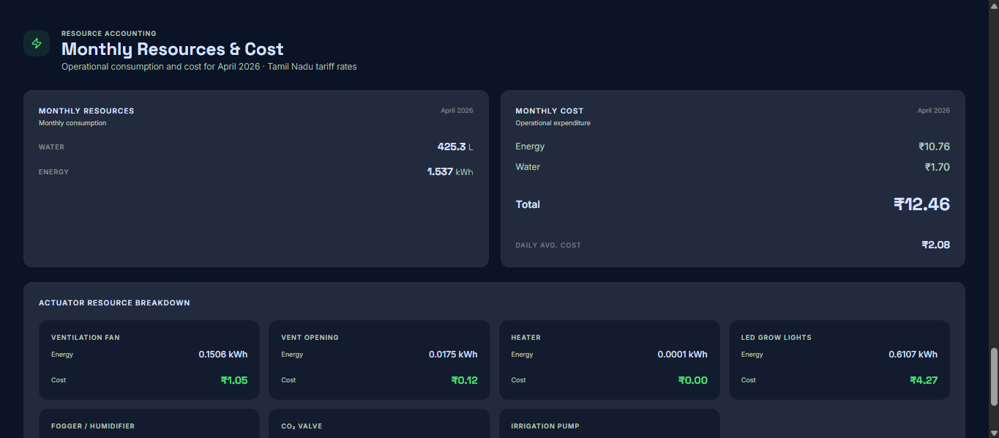 RESOURCE ACCOUNTING
Monthly Resources & Cost
Operational consumption and cost for April 2026 · Tamil Nadu tariff rates
MONTHLY RESOURCES
April 2026
Monthly consumption
WATER
425.3 L
ENERGY
1.537 kWh
MONTHLY COST
April 2026
Operational expenditure
Energy
₹10.76
Water
₹1.70
Total
₹12.46
DAILY AVG. COST
₹2.08
ACTUATOR RESOURCE BREAKDOWN
VENTILATION FAN
Energy
0.1506 kWh
Cost
₹1.05
VENT OPENING
Energy
0.0175 kWh
Cost
₹0.12
HEATER
Energy
0.0001 kWh
Cost
₹0.00
LED GROW LIGHTS
Energy
0.6107 kWh
Cost
₹4.27
FOGGER / HUMIDIFIER
CO₂ VALVE
IRRIGATION PUMP